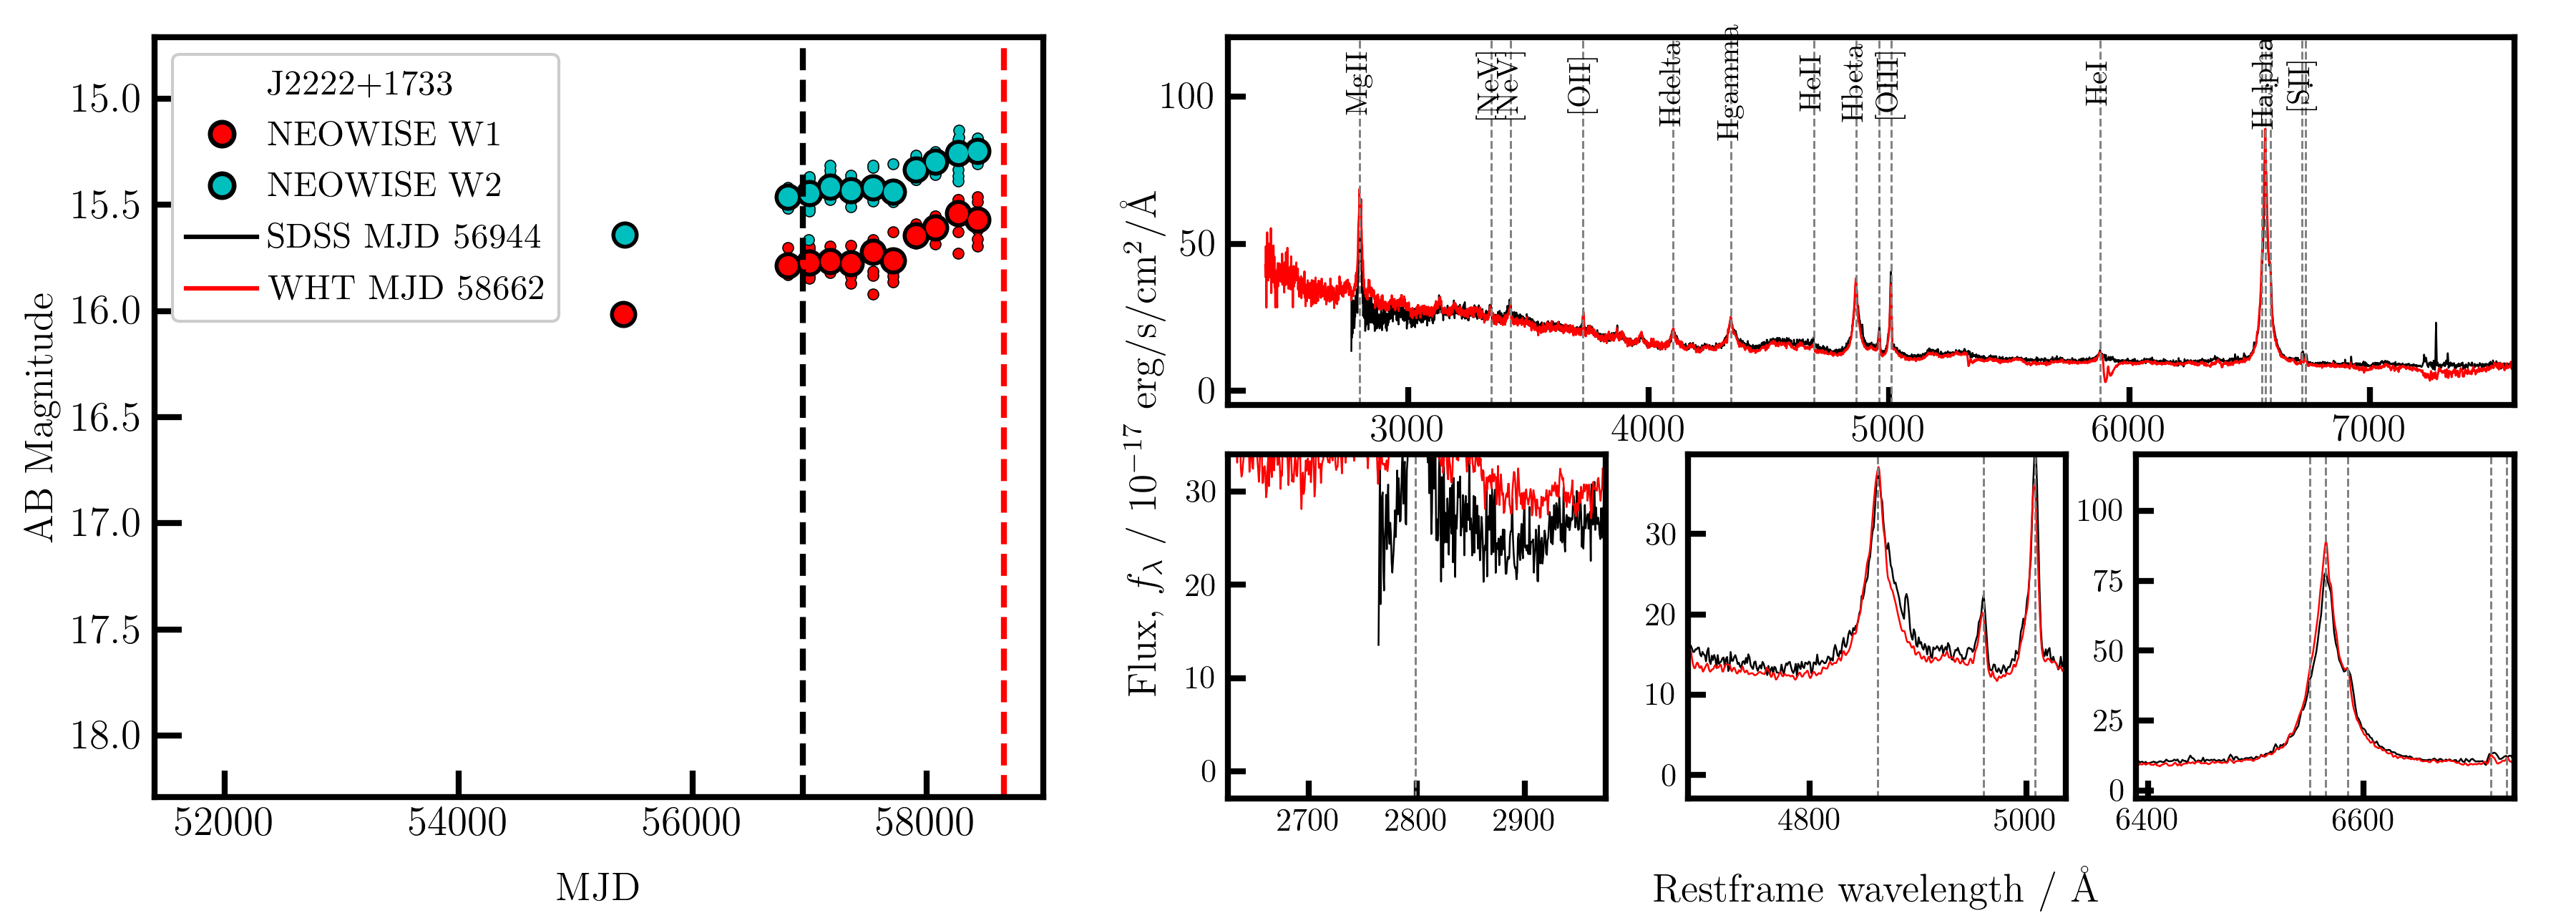 J2222+1733
NEOWISE W1
NEOWISE W2
SDSS MJD 56944
WHT MJD 58662
AB Magnitude
15.0
15.5
16.0
16.5
17.0
17.5
18.0
52000 54000 56000 58000
MJD
Flux, fλ / 10⁻¹⁷ erg/s/cm² /Å
MgII [NeV] [NeV] [OII] Hdelta Hgamma HeII Hbeta [OIII] HeI Halpha [SII]
100
50
0
3000 4000 5000 6000 7000
30
20
10
0
2700 2800 2900
30
20
10
0
4800 5000
100
75
50
25
0
6400 6600
Restframe wavelength / Å